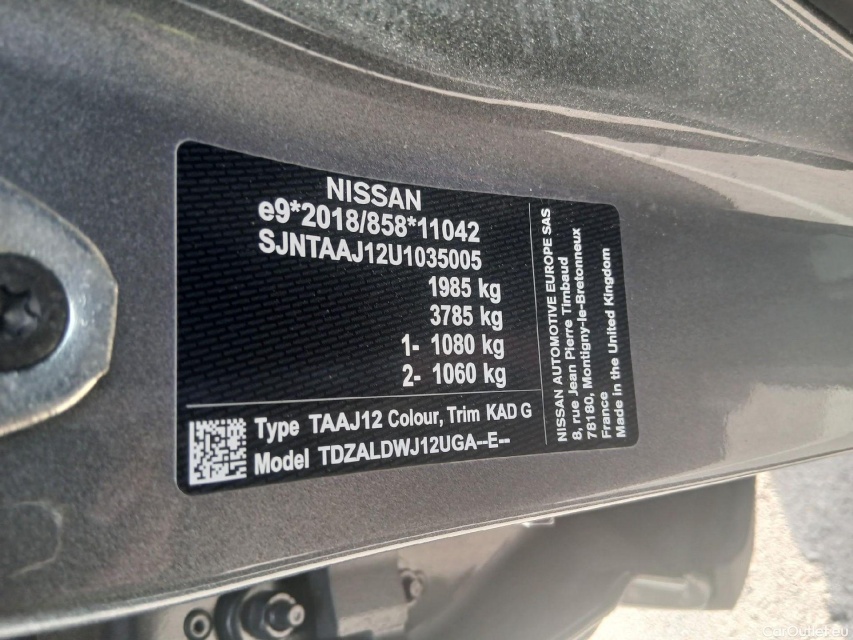 NISSAN
e9*2018/858*11042
SJNTAAJ12U1035005
1985 kg
3785 kg
1- 1080 kg
2- 1060 kg
Type TAAJ12 Colour, Trim KAD G
Model TDZALDWJ12UGA--E--
NISSAN AUTOMOTIVE EUROPE SAS
8, rue Jean Pierre Timbaud
78180, Montigny-le-Bretonneux
France
Made in the United Kingdom
CarOutlet.eu